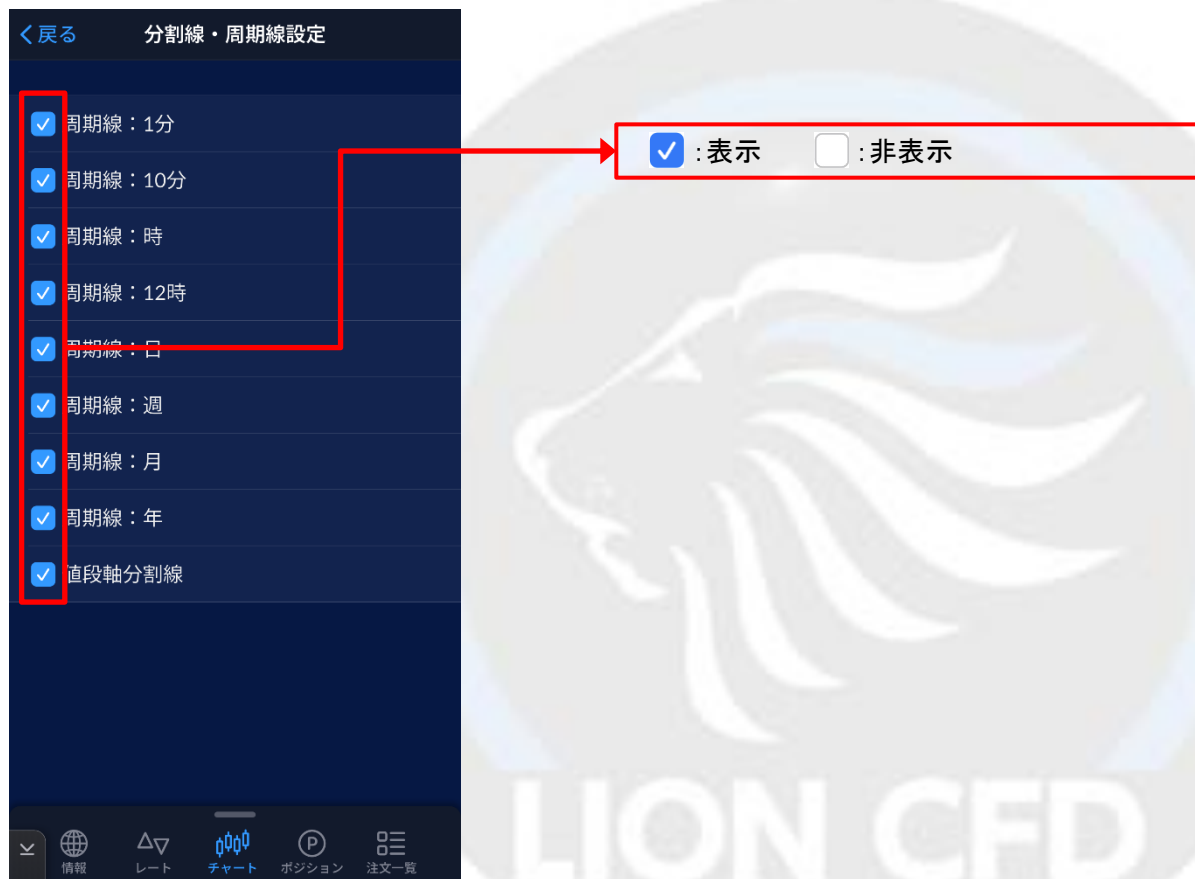 戻る 分割線・周期線設定
周期線：1分
周期線：10分
周期線：時
周期線：12時
周期線：日
周期線：週
周期線：月
周期線：年
値段軸分割線
:表示 :非表示
LION CFD
情報 レート チャート ポジション 注文一覧